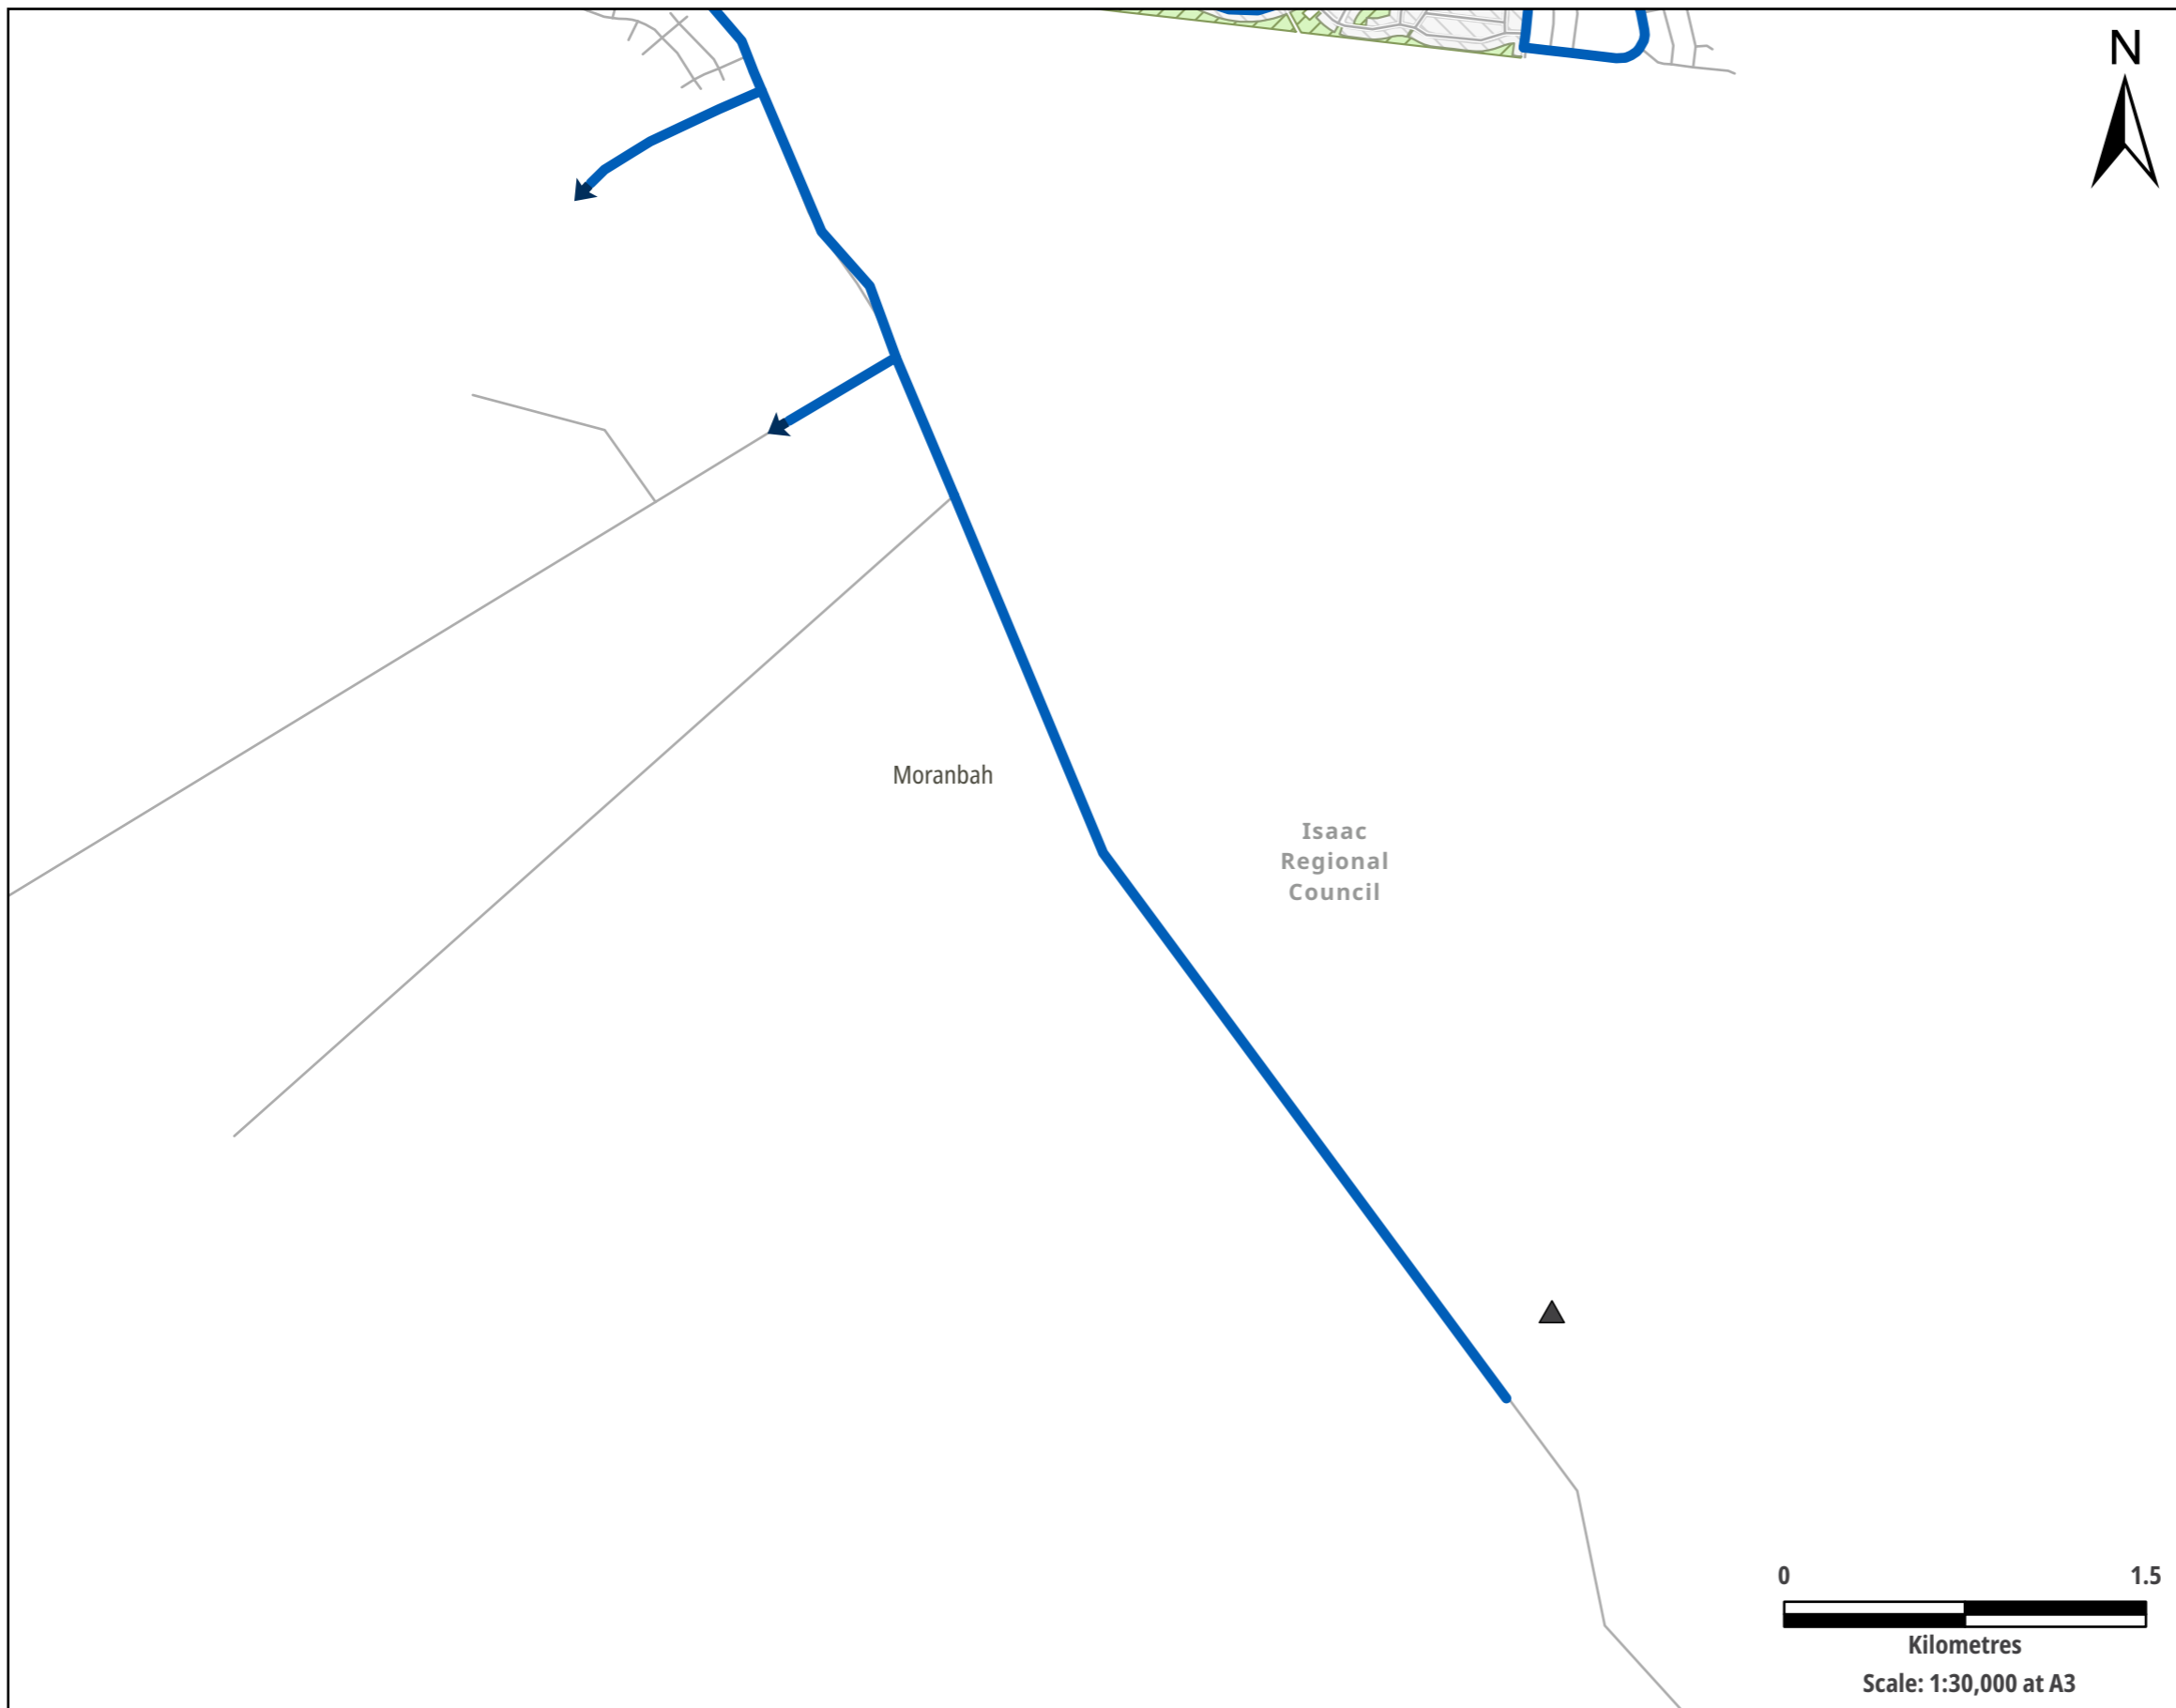 N
Moranbah
Isaac
Regional
Council
0 1.5
Kilometres
Scale: 1:30,000 at A3